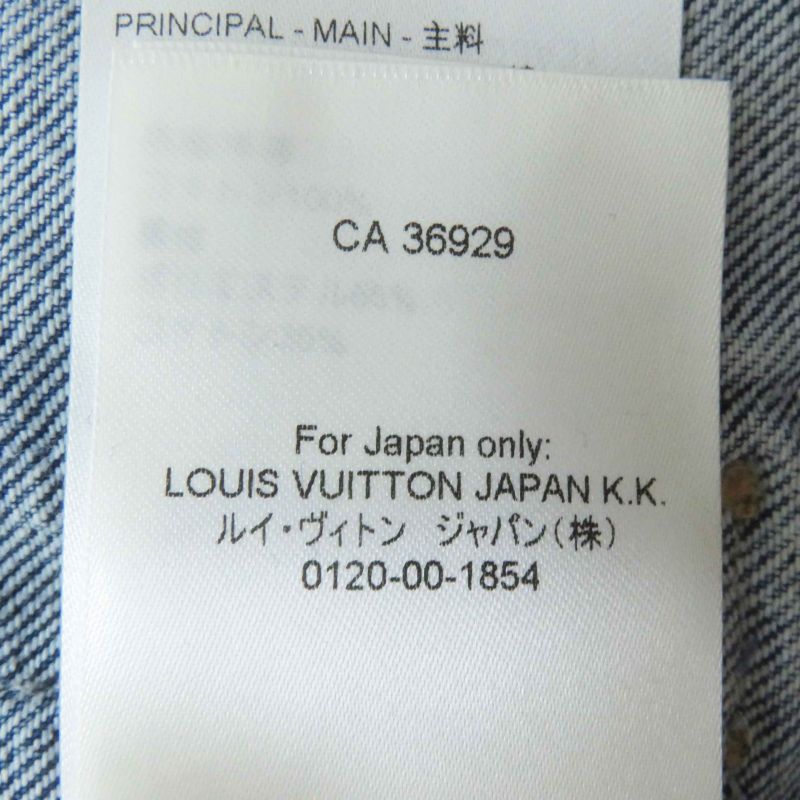 PRINCIPAL - MAIN - 主料
CA 36929
For Japan only:
LOUIS VUITTON JAPAN K.K.
ルイ・ヴィトン ジャパン(株)
0120-00-1854